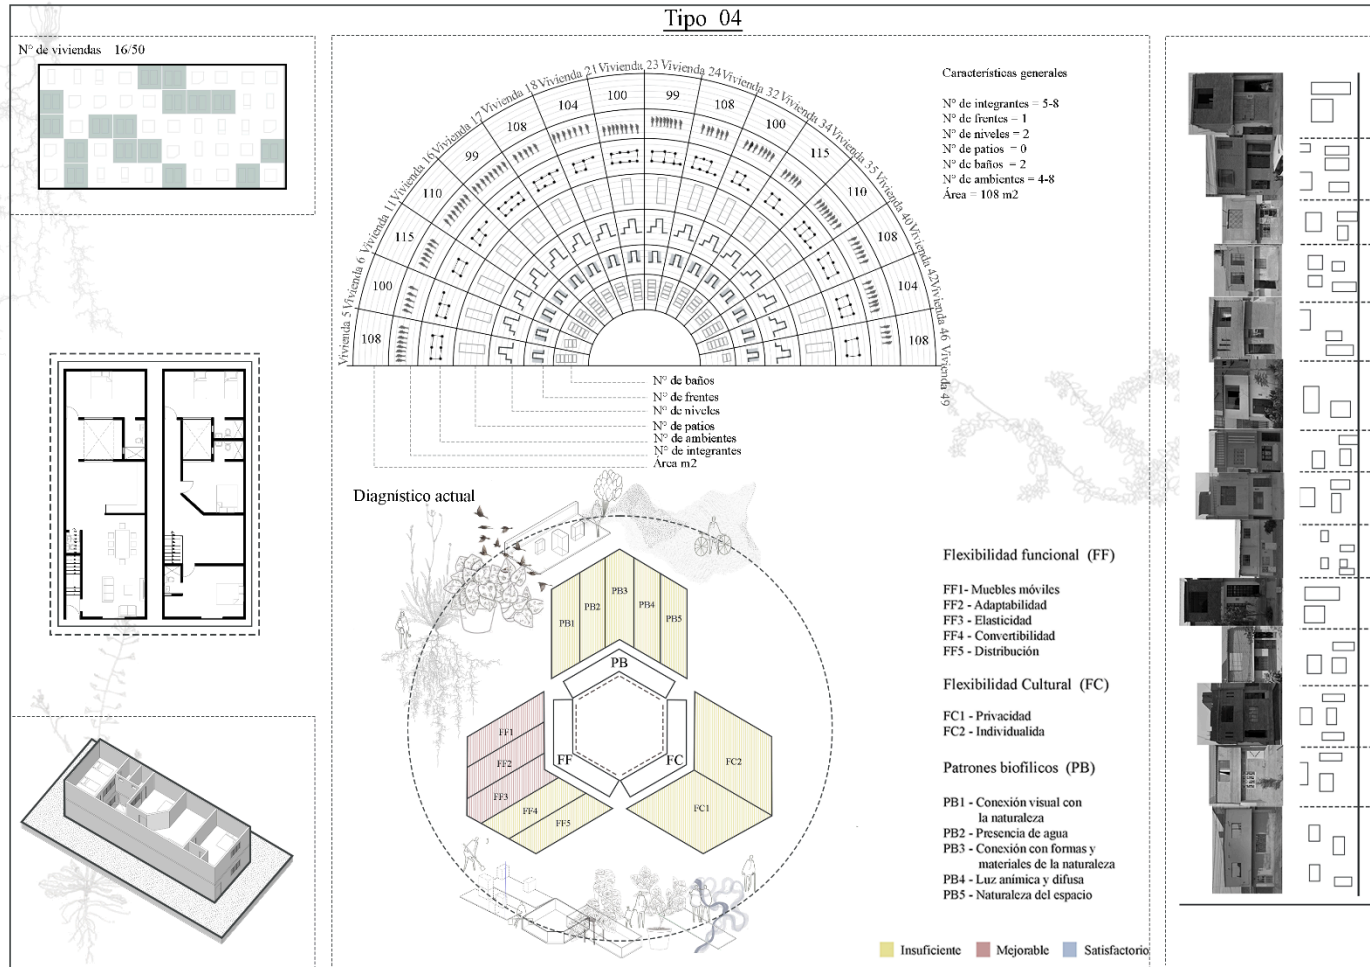 Tipo 04
N° de viviendas 16/50
Vivienda 5
Vivienda 6
Vivienda 11
Vivienda 16
Vivienda 17
Vivienda 18
Vivienda 21
Vivienda 23
Vivienda 24
Vivienda 32
Vivienda 34
Vivienda 35
Vivienda 40
Vivienda 42
Vivienda 46
Vivienda 49
108
100
115
110
99
108
104
100
99
108
100
115
110
108
104
108
N° de baños
N° de frentes
N° de niveles
N° de patios
N° de ambientes
N° de integrantes
Área m2
Características generales
N° de integrantes = 5-8
N° de frentes = 1
N° de niveles = 2
N° de patios = 0
N° de baños = 2
N° de ambientes = 4-8
Área = 108 m2
Diagnóstico actual
PB1
PB2
PB3
PB4
PB5
PB
FF1
FF2
FF3
FF4
FF5
FF
FC
FC2
FC1
Flexibilidad funcional (FF)
FF1- Muebles móviles
FF2 - Adaptabilidad
FF3 - Elasticidad
FF4 - Convertibilidad
FF5 - Distribución
Flexibilidad Cultural (FC)
FC1 - Privacidad
FC2 - Individualida
Patrones biofílicos (PB)
PB1 - Conexión visual con
la naturaleza
PB2 - Presencia de agua
PB3 - Conexión con formas y
materiales de la naturaleza
PB4 - Luz anímica y difusa
PB5 - Naturaleza del espacio
Insuficiente
Mejorable
Satisfactorio